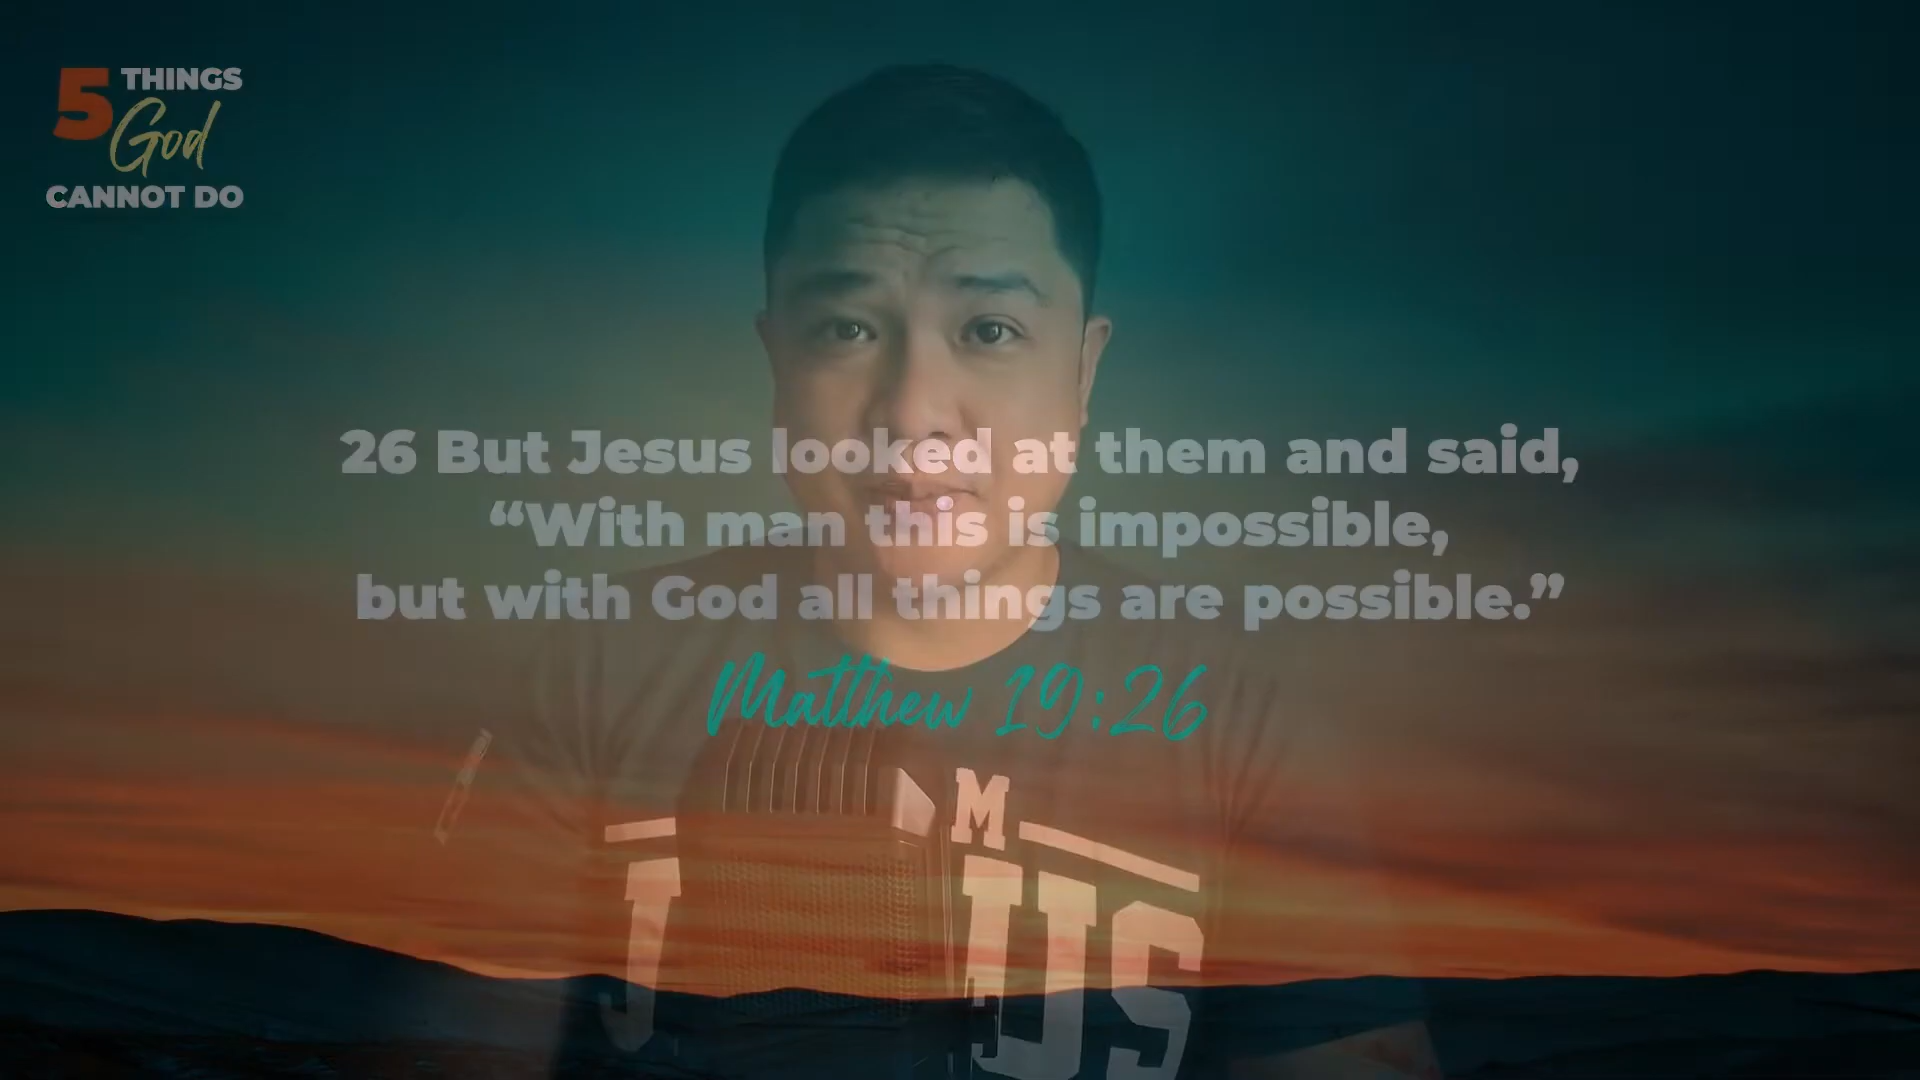 5 THINGS
God
CANNOT DO
26 But Jesus looked at them and said,
“With man this is impossible,
but with God all things are possible.”
Matthew 19:26
M
J US